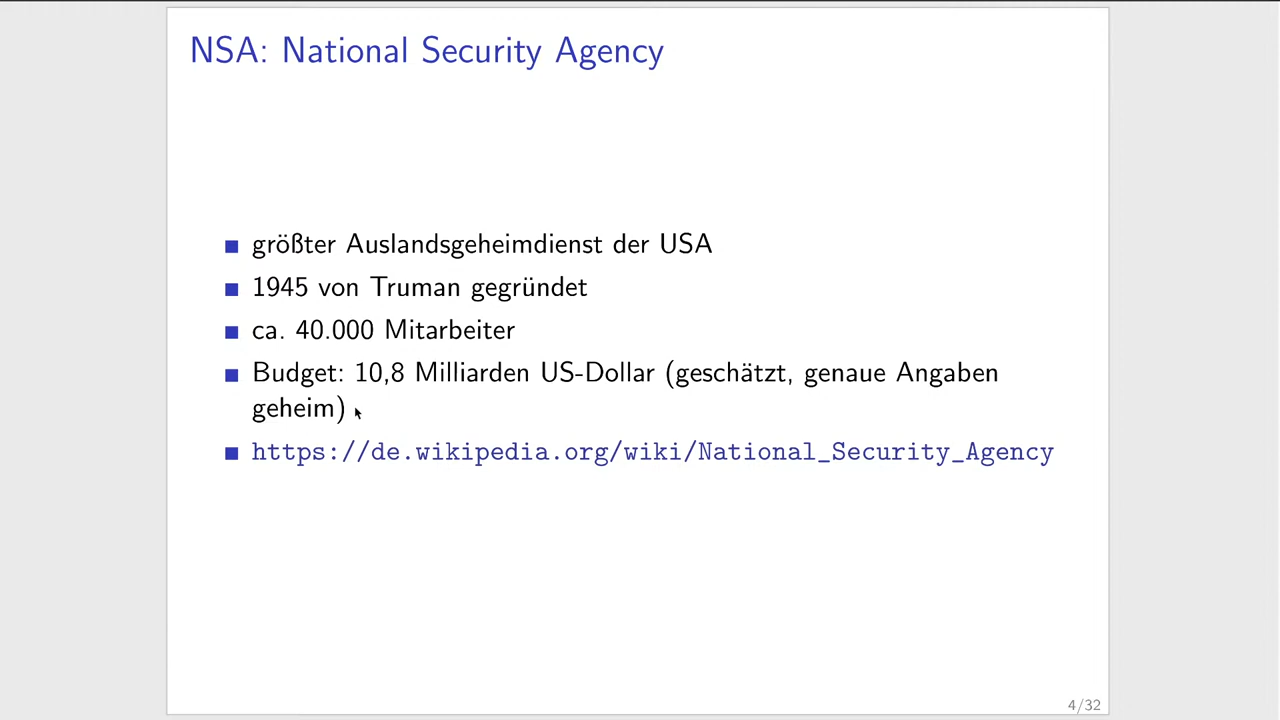 NSA: National Security Agency
größter Auslandsgeheimdienst der USA
1945 von Truman gegründet
ca. 40.000 Mitarbeiter
Budget: 10,8 Milliarden US-Dollar (geschätzt, genaue Angaben
geheim)
https://de.wikipedia.org/wiki/National_Security_Agency
4/32